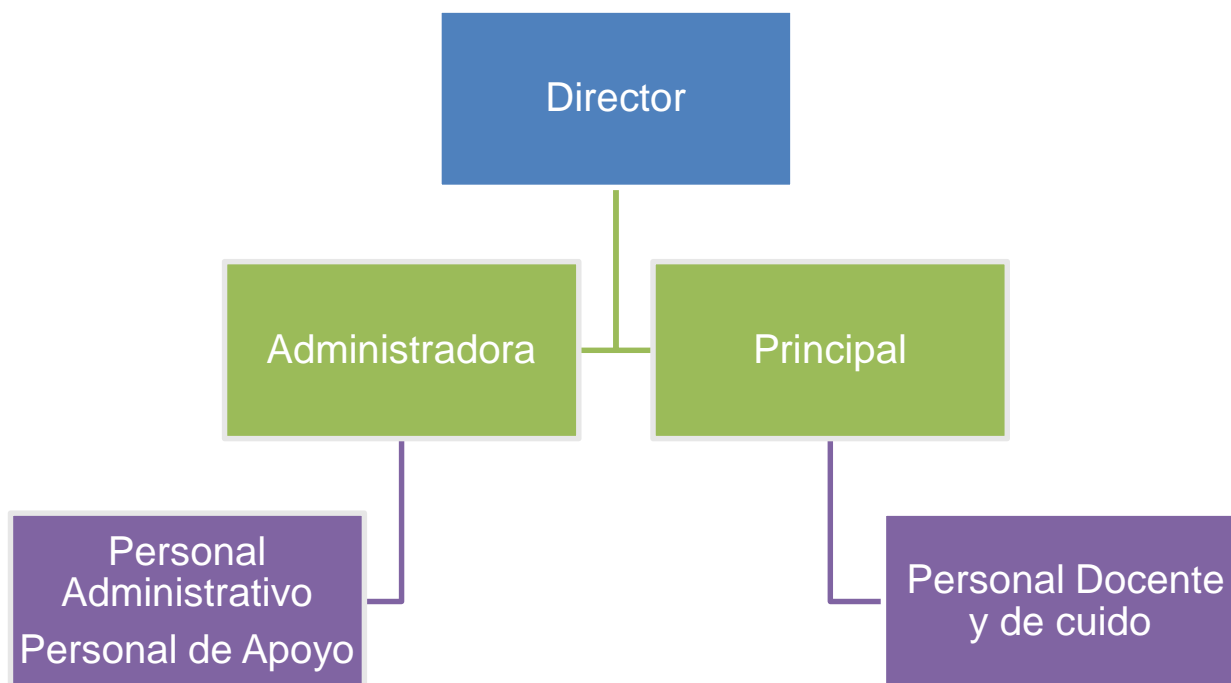 Director
Administradora
Principal
Personal
Administrativo
Personal de Apoyo
Personal Docente
y de cuido